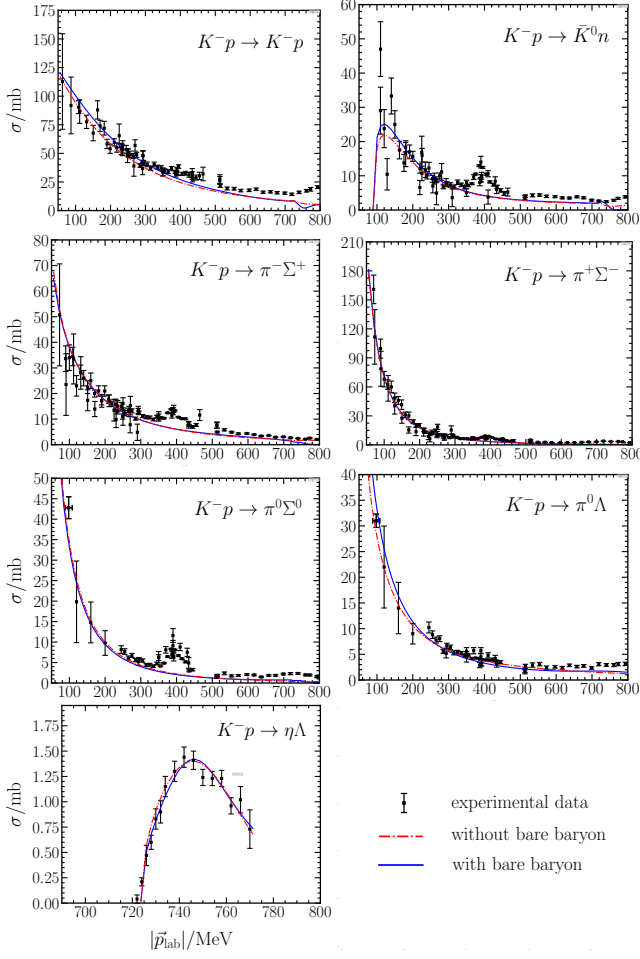 K⁻p → K⁻p
σ/mb
175
150
125
100
75
50
25
0
100 200 300 400 500 600 700 800
K⁻p → K̄⁰n
60
50
40
30
20
10
0
100 200 300 400 500 600 700 800
K⁻p → π⁻Σ⁺
σ/mb
80
70
60
50
40
30
20
10
0
100 200 300 400 500 600 700 800
K⁻p → π⁺Σ⁻
210
180
150
120
90
60
30
0
100 200 300 400 500 600 700 800
K⁻p → π⁰Σ⁰
σ/mb
50
45
40
35
30
25
20
15
10
5
0
100 200 300 400 500 600 700 800
K⁻p → π⁰Λ
40
35
30
25
20
15
10
5
0
100 200 300 400 500 600 700 800
K⁻p → ηΛ
σ/mb
1.75
1.50
1.25
1.00
0.75
0.50
0.25
0.00
700 720 740 760 780 800
|p⃗_lab|/MeV
experimental data
without bare baryon
with bare baryon